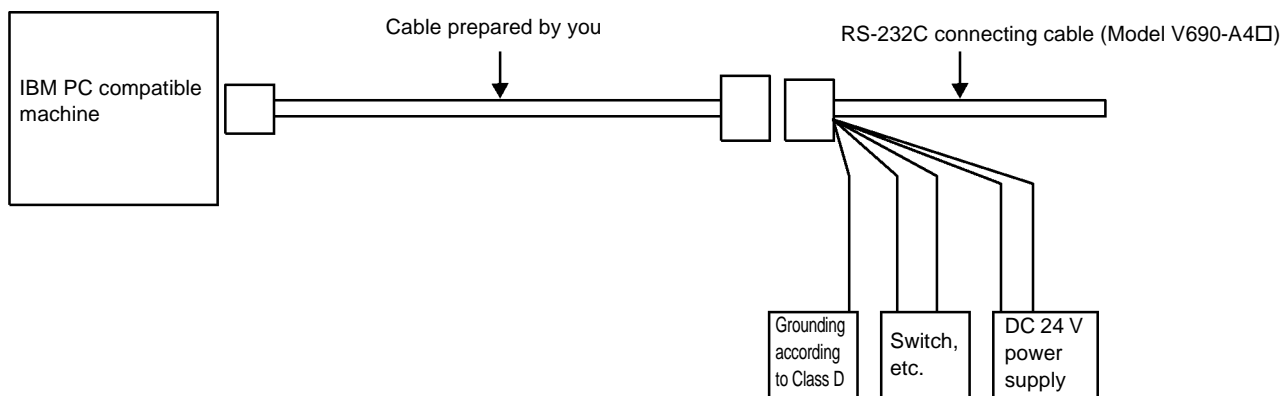 Cable prepared by you
RS-232C connecting cable (Model V690-A4□)
IBM PC compatible
machine
Grounding
according
to Class D
Switch,
etc.
DC 24 V
power
supply